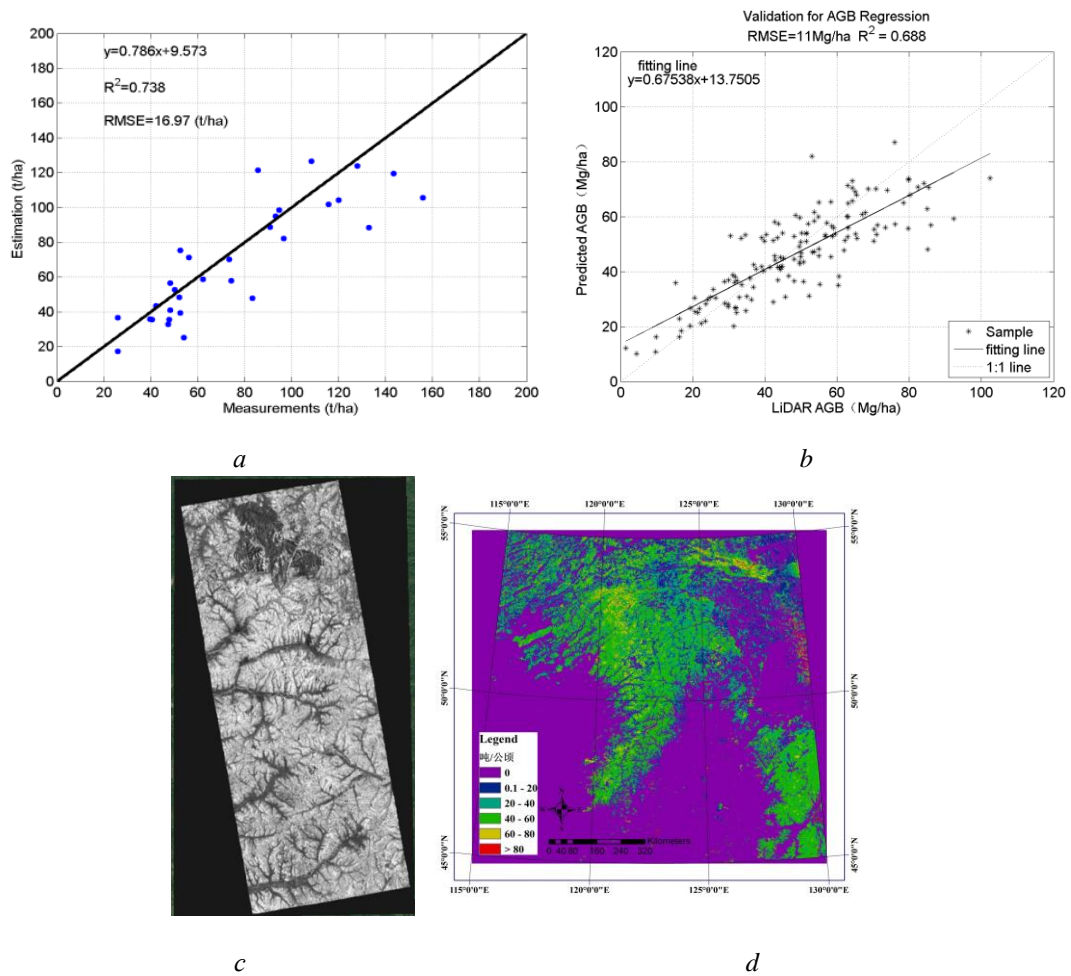 200
180
160
140
120
100
80
60
40
20
0
Estimation (t/ha)
y=0.786x+9.573
R²=0.738
RMSE=16.97 (t/ha)
0 20 40 60 80 100 120 140 160 180 200
Measurements (t/ha)
a
Validation for AGB Regression
RMSE=11Mg/ha R² = 0.688
120
100
80
60
40
20
0
Predicted AGB（Mg/ha）
fitting line
y=0.67538x+13.7505
Sample
fitting line
1:1 line
0 20 40 60 80 100 120
LiDAR AGB（Mg/ha）
b
c
115°0'0"E 120°0'0"E 125°0'0"E 130°0'0"E
55°0'0"N
50°0'0"N
45°0'0"N
55°0'0"N
50°0'0"N
45°0'0"N
Legend
吨/公顷
0
0.1 - 20
20 - 40
40 - 60
60 - 80
> 80
N
Kilometers
0 40 80 160 240 320
115°0'0"E 120°0'0"E 125°0'0"E 130°0'0"E
d